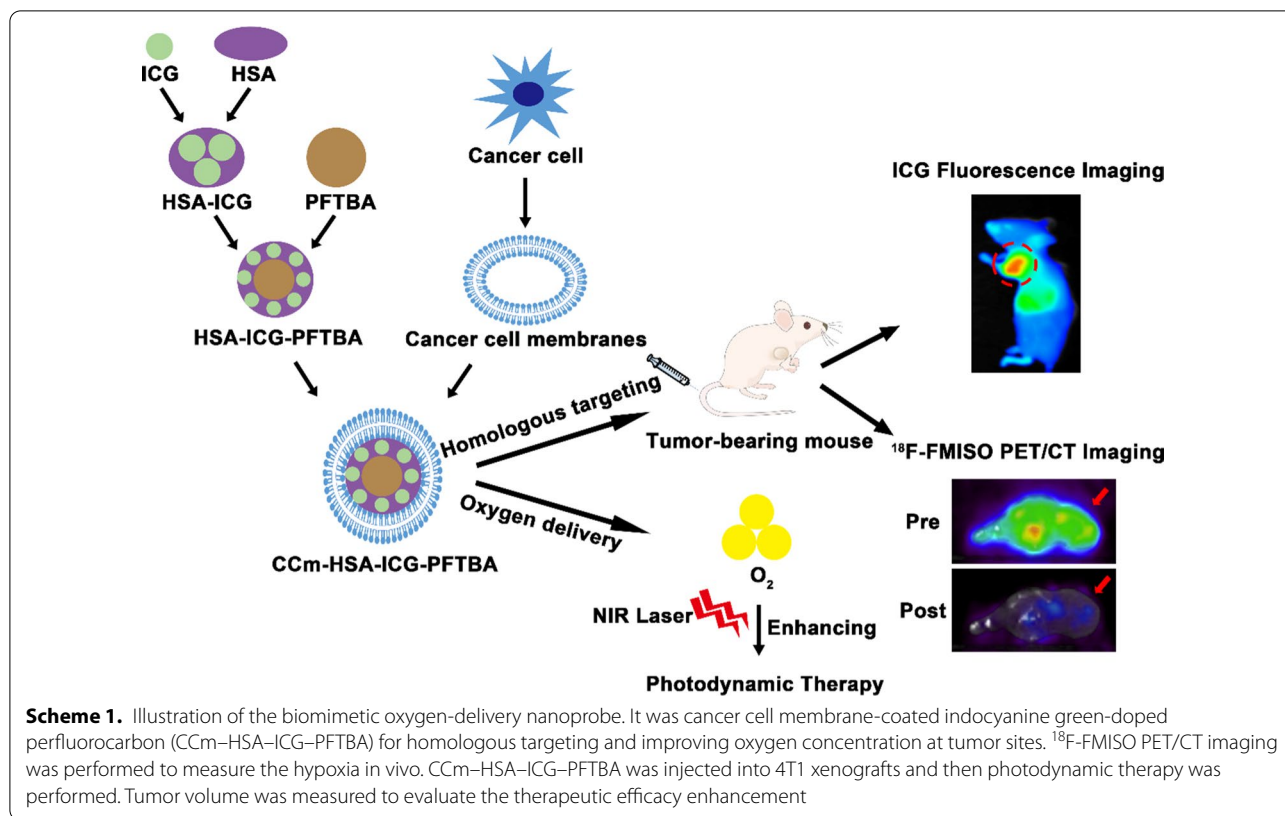 ICG
HSA
HSA-ICG
PFTBA
HSA-ICG-PFTBA
Cancer cell
Cancer cell membranes
CCm-HSA-ICG-PFTBA
Homologous targeting
Oxygen delivery
Tumor-bearing mouse
O₂
NIR Laser
Enhancing
Photodynamic Therapy
ICG Fluorescence Imaging
¹⁸F-FMISO PET/CT Imaging
Pre
Post
Scheme 1. Illustration of the biomimetic oxygen-delivery nanoprobe. It was cancer cell membrane-coated indocyanine green-doped
perfluorocarbon (CCm–HSA–ICG–PFTBA) for homologous targeting and improving oxygen concentration at tumor sites. ¹⁸F-FMISO PET/CT imaging
was performed to measure the hypoxia in vivo. CCm–HSA–ICG–PFTBA was injected into 4T1 xenografts and then photodynamic therapy was
performed. Tumor volume was measured to evaluate the therapeutic efficacy enhancement